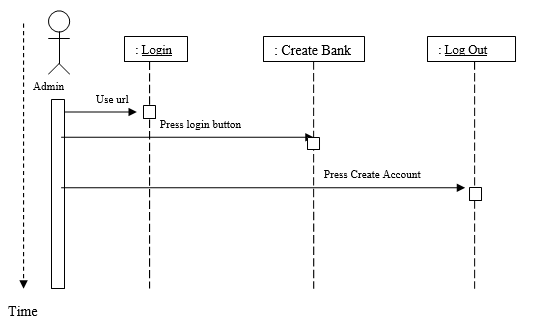 : Login
: Create Bank
: Log Out
Admin
Use url
Press login button
Press Create Account
Time